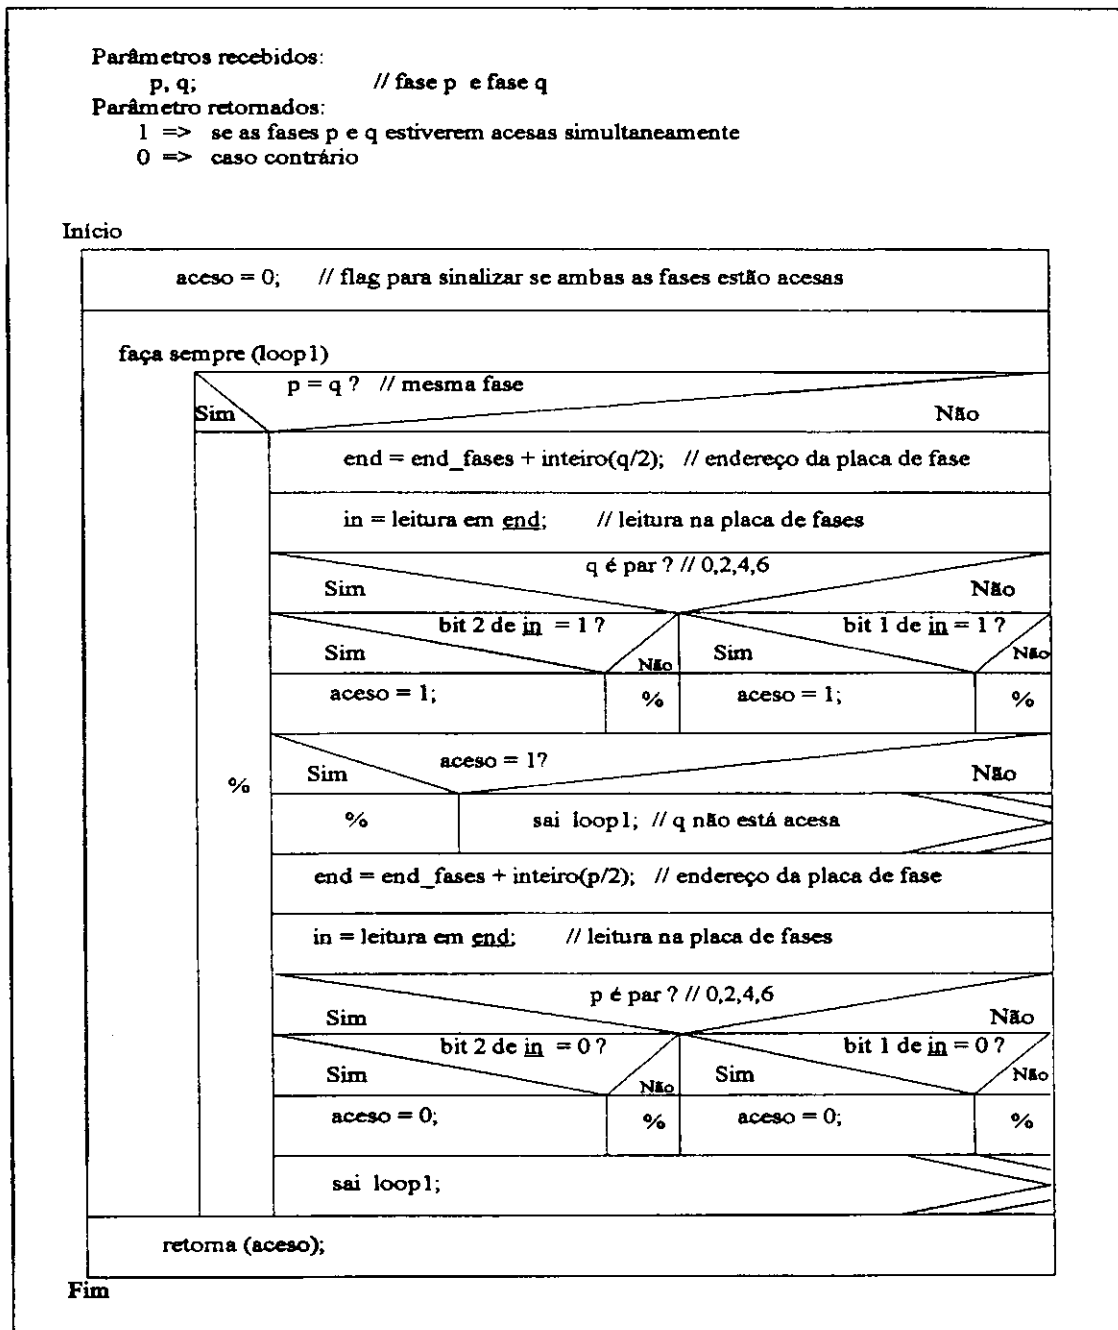 Parâmetros recebidos:
p, q; // fase p e fase q
Parâmetro retornados:
1 => se as fases p e q estiverem acesas simultaneamente
0 => caso contrário
Início
aceso = 0; // flag para sinalizar se ambas as fases estão acesas
faça sempre (loop1)
p = q ? // mesma fase
Sim Não
end = end_fases + inteiro(q/2); // endereço da placa de fase
in = leitura em end; // leitura na placa de fases
q é par ? // 0,2,4,6
Sim Não
bit 2 de in = 1 ? bit 1 de in = 1 ?
Sim Não Sim Não
aceso = 1; % aceso = 1; %
aceso = 1?
Sim Não
%
% sai loop1; // q não está acesa
end = end_fases + inteiro(p/2); // endereço da placa de fase
in = leitura em end; // leitura na placa de fases
p é par ? // 0,2,4,6
Sim Não
bit 2 de in = 0 ? bit 1 de in = 0 ?
Sim Não Sim Não
aceso = 0; % aceso = 0; %
sai loop1;
retorna (aceso);
Fim